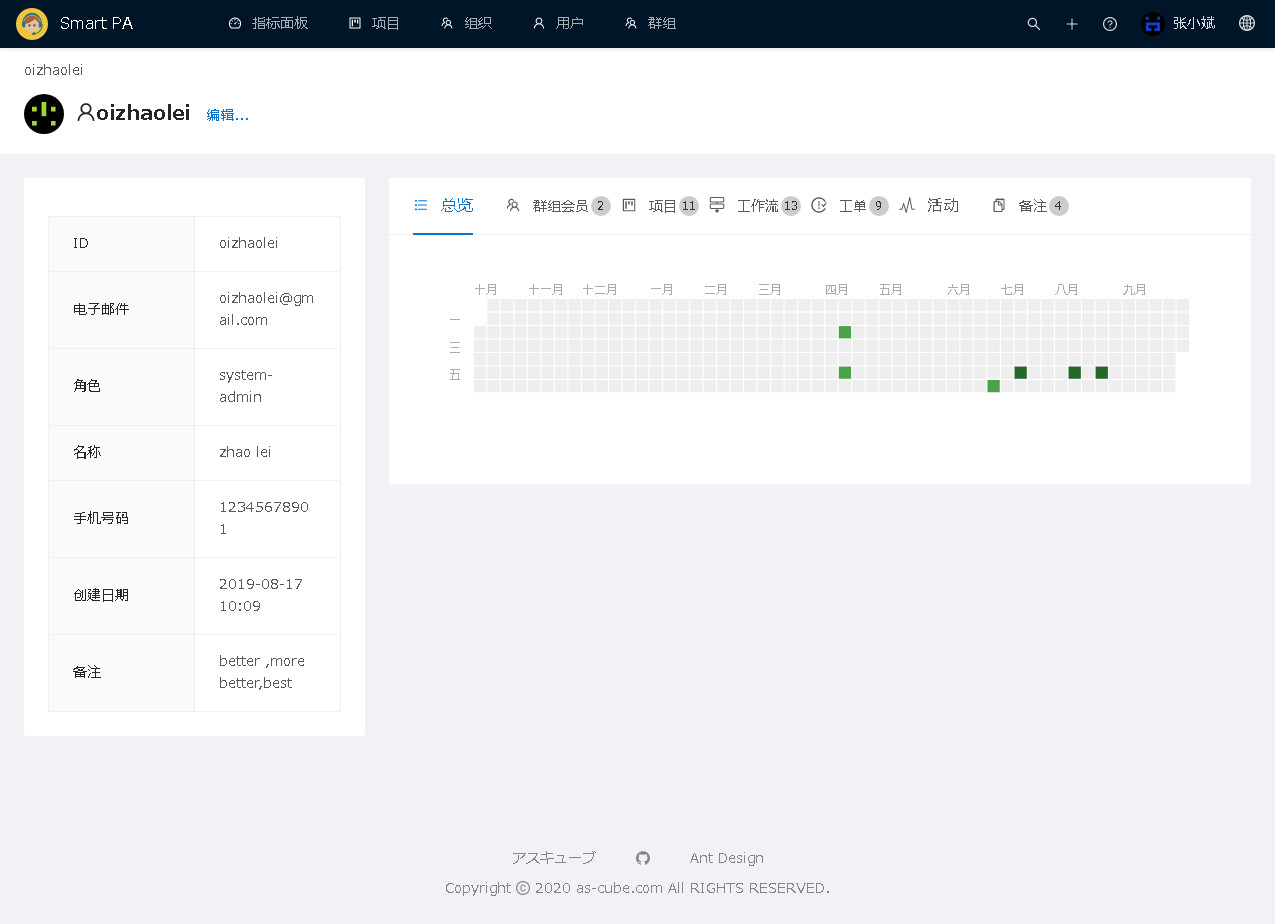 Smart PA 指标面板 项目 组织 用户 群组 张小斌
oizhaolei
oizhaolei 编辑...
总览 群组会员 2 项目 11 工作流 13 工单 9 活动 备注 4
ID oizhaolei
电子邮件 oizhaolei@gm
ail.com
角色 system-
admin
名称 zhao lei
手机号码 1234567890
1
创建日期 2019-08-17
10:09
备注 better ,more
better,best
十月 十一月 十二月 一月 二月 三月 四月 五月 六月 七月 八月 九月
一
三
五
アスキューブ Ant Design
Copyright © 2020 as-cube.com All RIGHTS RESERVED.